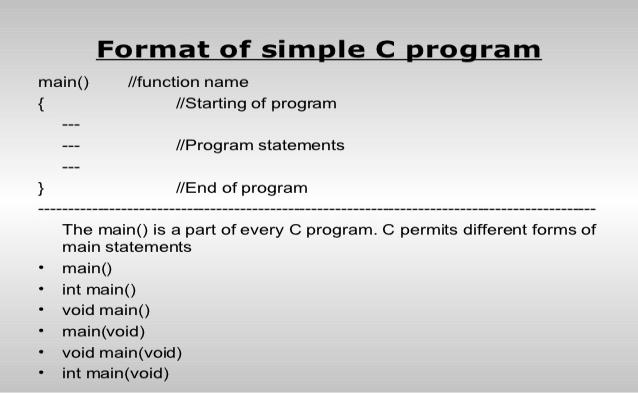 Format of simple C program
main() //function name
{ //Starting of program
---
--- //Program statements
---
} //End of program
--------------------------------------------------------------------------------------------
The main() is a part of every C program. C permits different forms of
main statements
• main()
• int main()
• void main()
• main(void)
• void main(void)
• int main(void)